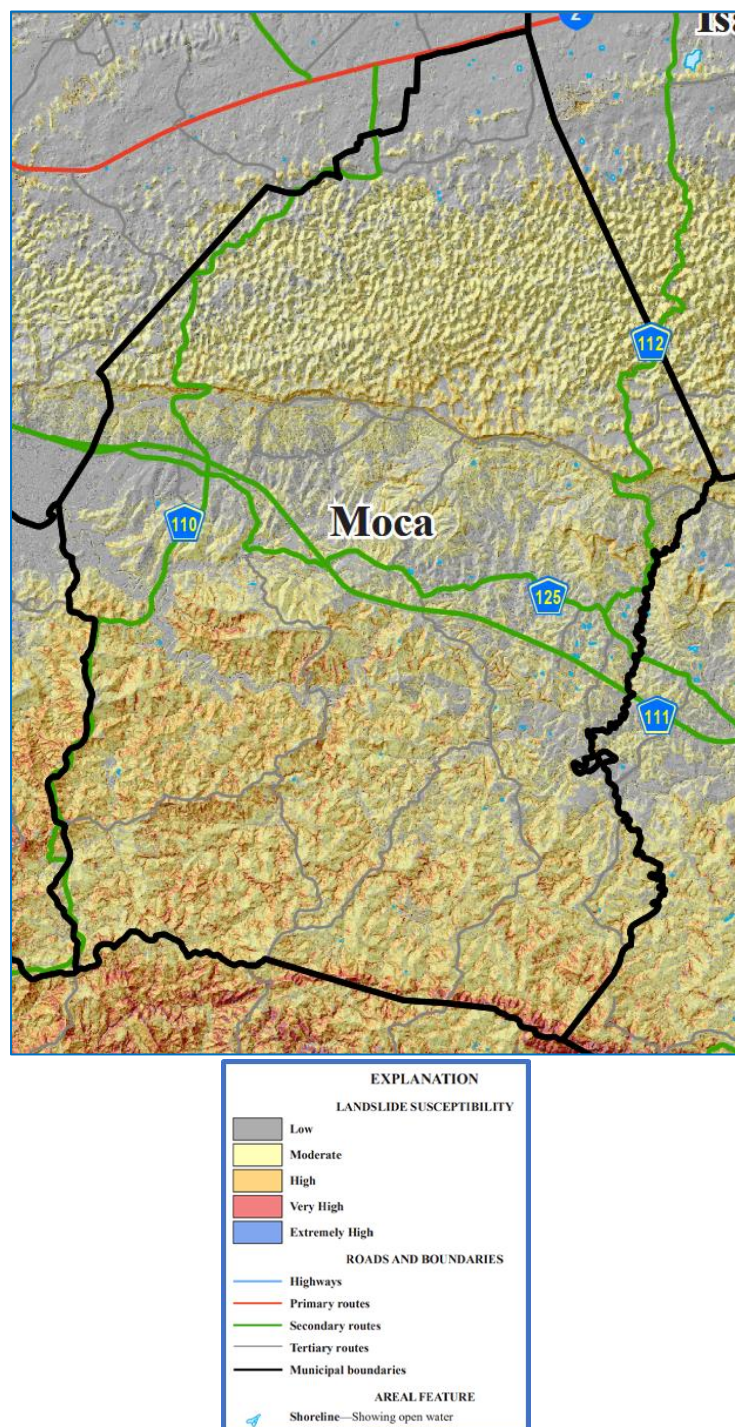 2
Isa
112
110
Moca
125
111
EXPLANATION
LANDSLIDE SUSCEPTIBILITY
Low
Moderate
High
Very High
Extremely High
ROADS AND BOUNDARIES
Highways
Primary routes
Secondary routes
Tertiary routes
Municipal boundaries
AREAL FEATURE
Shoreline—Showing open water